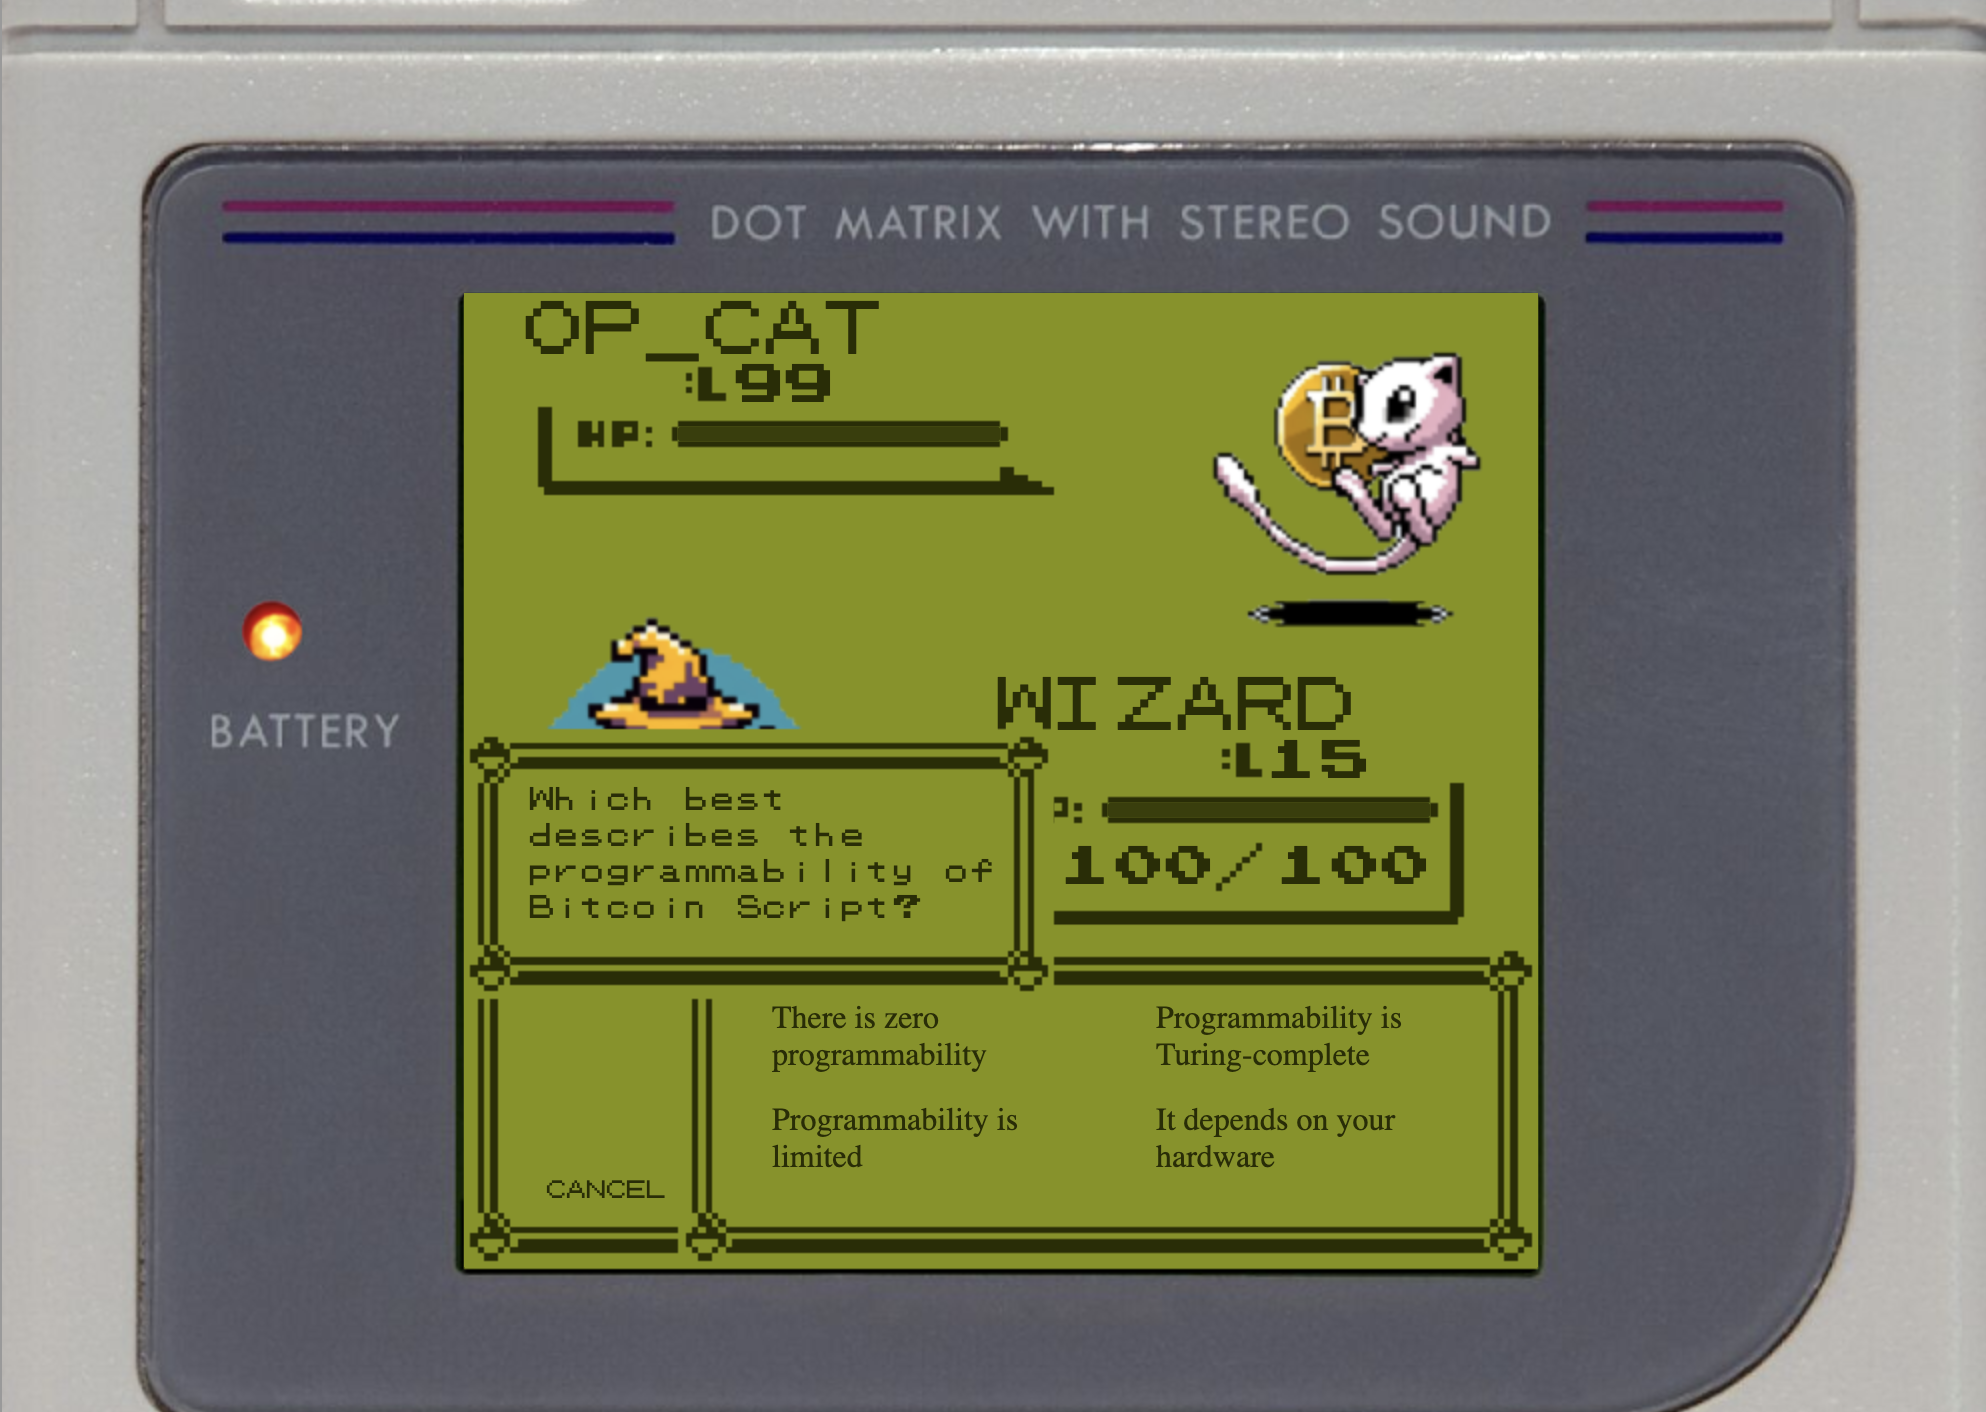 DOT MATRIX WITH STEREO SOUND
OP_CAT
:L99
HP:
BATTERY
WIZARD
:L15
P:
100/100
Which best
describes the
programmability of
Bitcoin Script?
There is zero
programmability
Programmability is
Turing-complete
Programmability is
limited
It depends on your
hardware
CANCEL